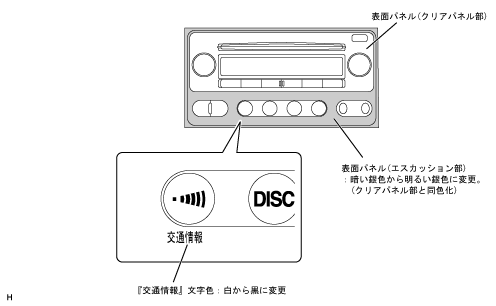 表面パネル(クリアパネル部)
表面パネル(エスカッション部)
：暗い銀色から明るい銀色に変更。
(クリアパネル部と同色化)
DISC
交通情報
『交通情報』文字色：白から黒に変更
H